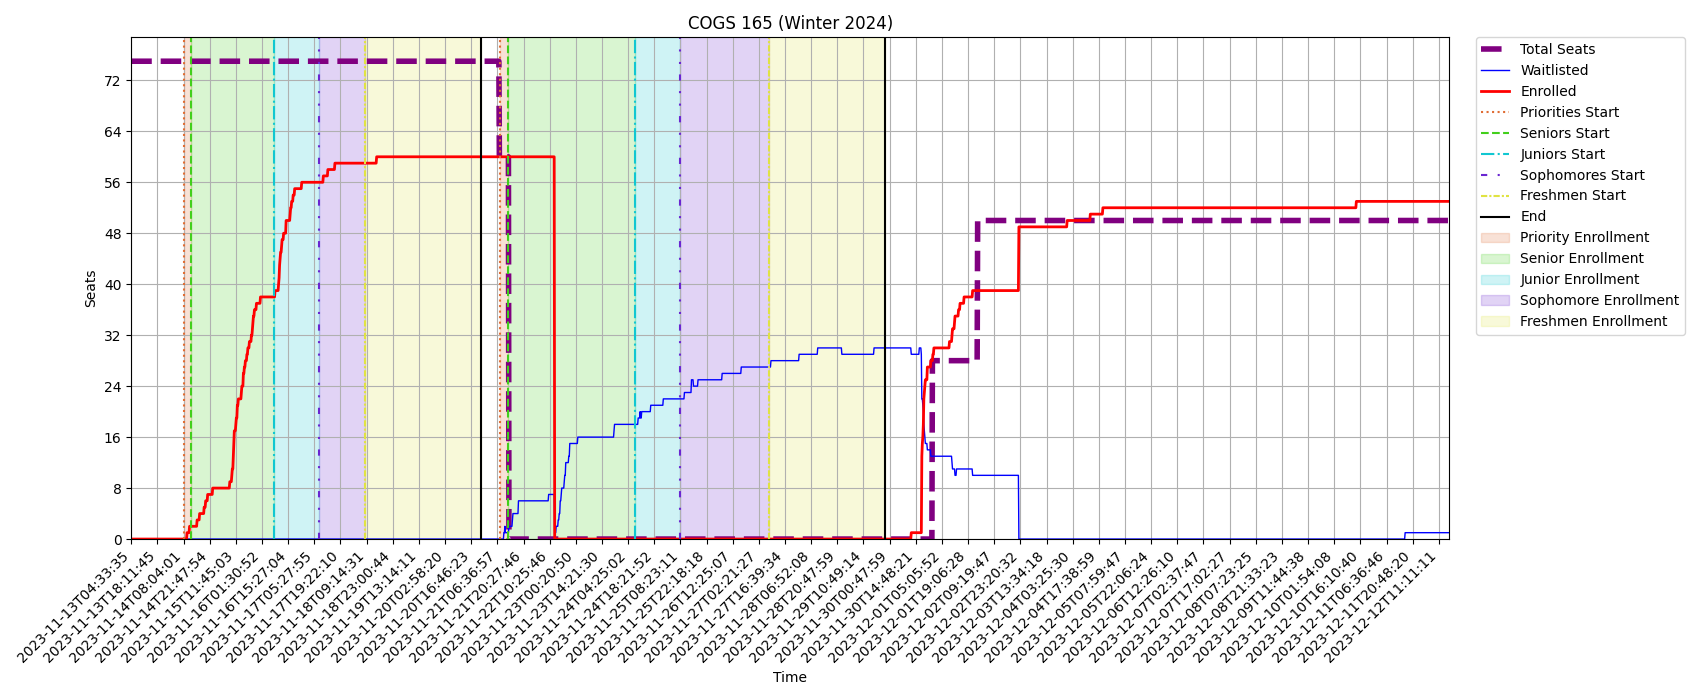 COGS 165 (Winter 2024)
Seats
72
64
56
48
40
32
24
16
8
0
2023-11-13T04:33:35
2023-11-13T18:11:45
2023-11-14T08:04:01
2023-11-14T21:47:54
2023-11-15T11:45:03
2023-11-16T01:30:52
2023-11-16T15:27:04
2023-11-17T05:27:55
2023-11-17T19:22:10
2023-11-18T09:14:31
2023-11-18T23:00:44
2023-11-19T13:14:11
2023-11-20T02:58:20
2023-11-20T16:46:23
2023-11-21T06:36:57
2023-11-21T20:27:46
2023-11-22T10:25:46
2023-11-23T00:20:50
2023-11-23T14:21:30
2023-11-24T04:25:02
2023-11-24T18:21:52
2023-11-25T08:23:11
2023-11-25T22:18:18
2023-11-26T12:25:07
2023-11-27T02:21:27
2023-11-27T16:39:34
2023-11-28T06:52:08
2023-11-28T20:47:59
2023-11-29T10:49:14
2023-11-30T00:47:59
2023-11-30T14:48:21
2023-12-01T05:05:52
2023-12-01T19:06:28
2023-12-02T09:19:47
2023-12-02T23:20:32
2023-12-03T13:34:18
2023-12-04T03:25:30
2023-12-04T17:38:59
2023-12-05T07:59:47
2023-12-05T22:06:24
2023-12-06T12:26:10
2023-12-07T02:37:47
2023-12-07T17:02:27
2023-12-08T07:23:25
2023-12-08T21:33:23
2023-12-09T11:44:38
2023-12-10T01:54:08
2023-12-10T16:10:40
2023-12-11T06:36:46
2023-12-11T20:48:20
2023-12-12T11:11:11
Time
Total Seats
Waitlisted
Enrolled
Priorities Start
Seniors Start
Juniors Start
Sophomores Start
Freshmen Start
End
Priority Enrollment
Senior Enrollment
Junior Enrollment
Sophomore Enrollment
Freshmen Enrollment